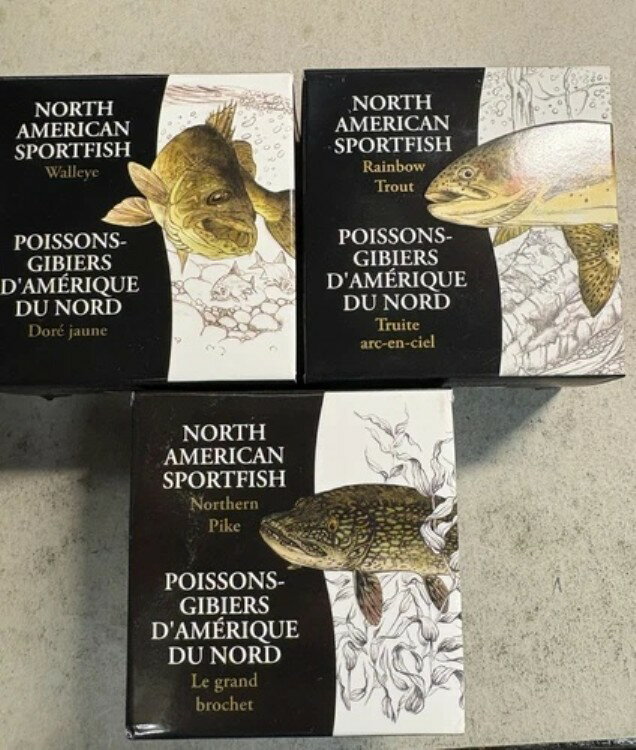 NORTH
AMERICAN
SPORTFISH
Walleye
POISSONS-
GIBIERS
D'AMÉRIQUE
DU NORD
Doré jaune
NORTH
AMERICAN
SPORTFISH
Rainbow
Trout
POISSONS-
GIBIERS
D'AMÉRIQUE
DU NORD
Truite
arc-en-ciel
NORTH
AMERICAN
SPORTFISH
Northern
Pike
POISSONS-
GIBIERS
D'AMÉRIQUE
DU NORD
Le grand
brochet